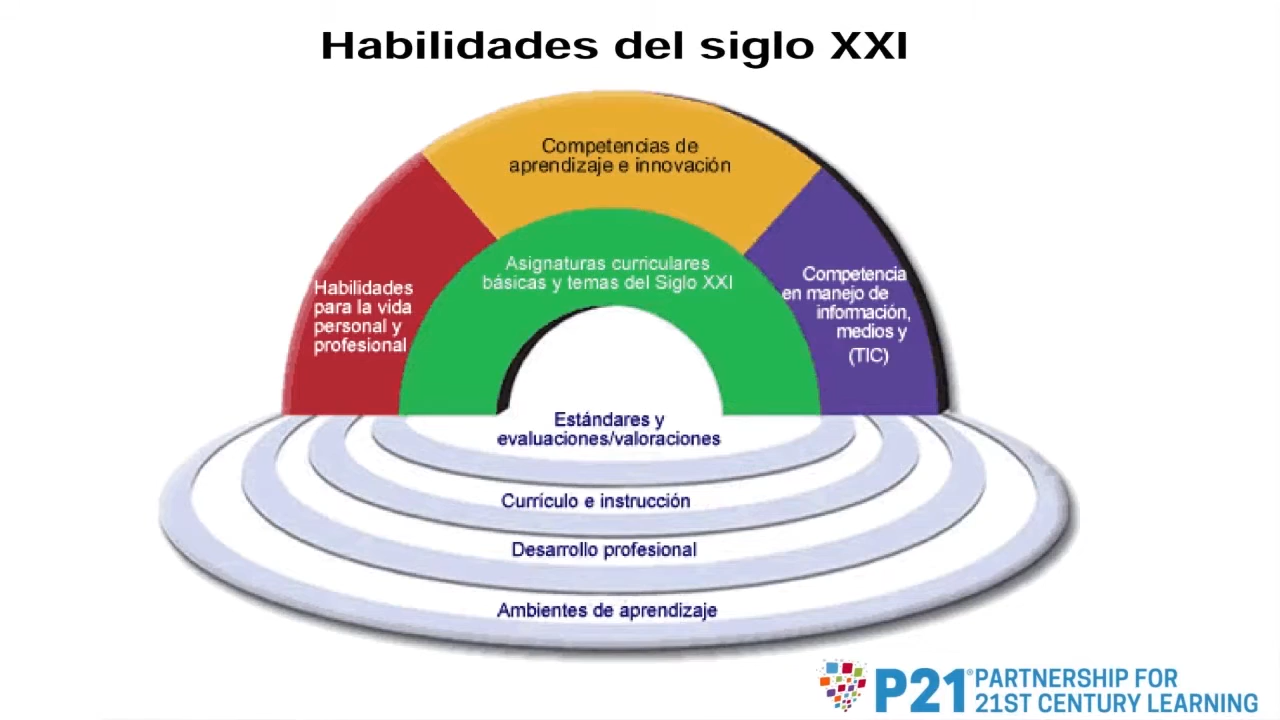 Habilidades del siglo XXI
Competencias de
aprendizaje e innovación
Asignaturas curriculares
básicas y temas del Siglo XXI
Habilidades
para la vida
personal y
profesional
Competencia
en manejo de
información,
medios y
(TIC)
Estándares y
evaluaciones/valoraciones
Currículo e instrucción
Desarrollo profesional
Ambientes de aprendizaje
P21® PARTNERSHIP FOR
21ST CENTURY LEARNING